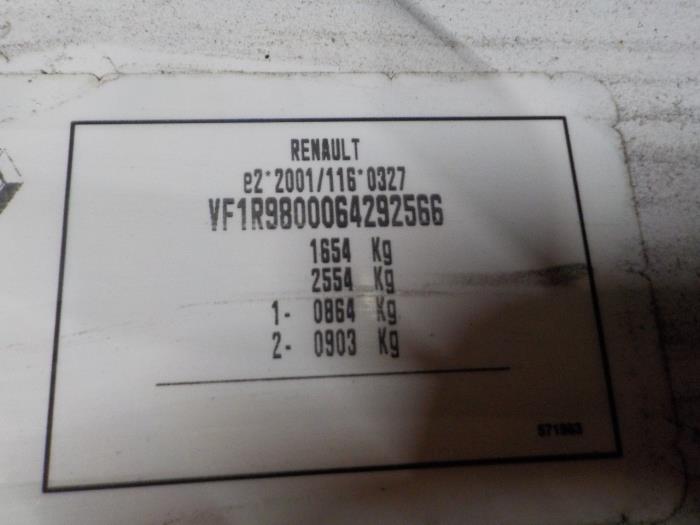 RENAULT
e2*2001/116*0327
VF1R9800064292566
1654 Kg
2554 Kg
1- 0864 Kg
2- 0903 Kg